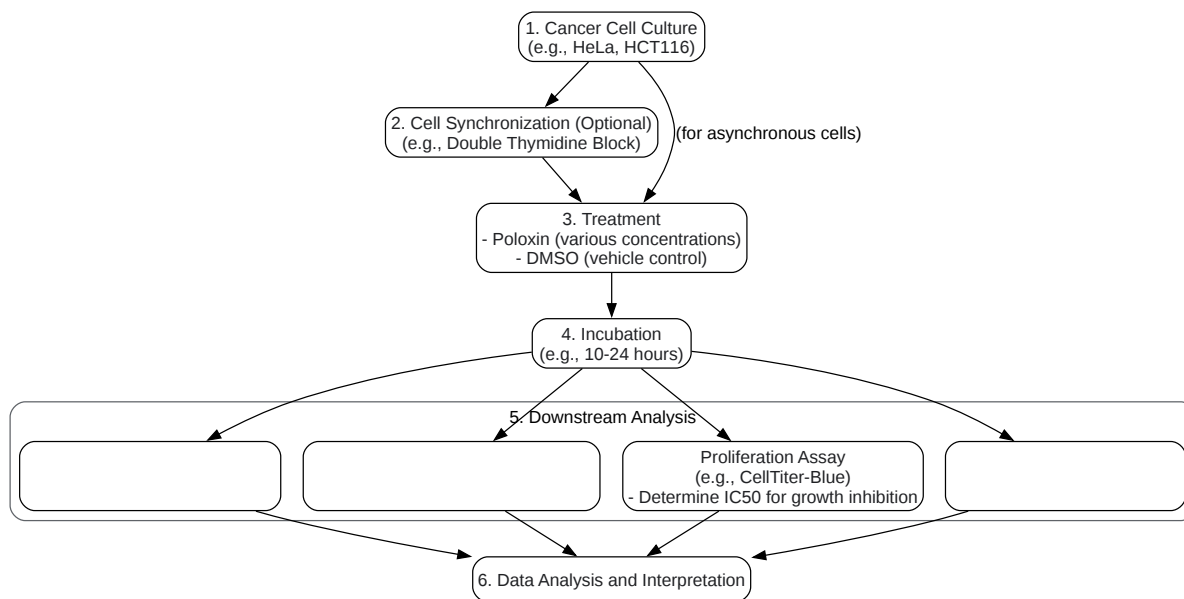 1. Cancer Cell Culture
(e.g., HeLa, HCT116)
2. Cell Synchronization (Optional)
(e.g., Double Thymidine Block)
(for asynchronous cells)
3. Treatment
- Poloxin (various concentrations)
- DMSO (vehicle control)
4. Incubation
(e.g., 10-24 hours)
5. Downstream Analysis
Proliferation Assay
(e.g., CellTiter-Blue)
- Determine IC50 for growth inhibition
6. Data Analysis and Interpretation